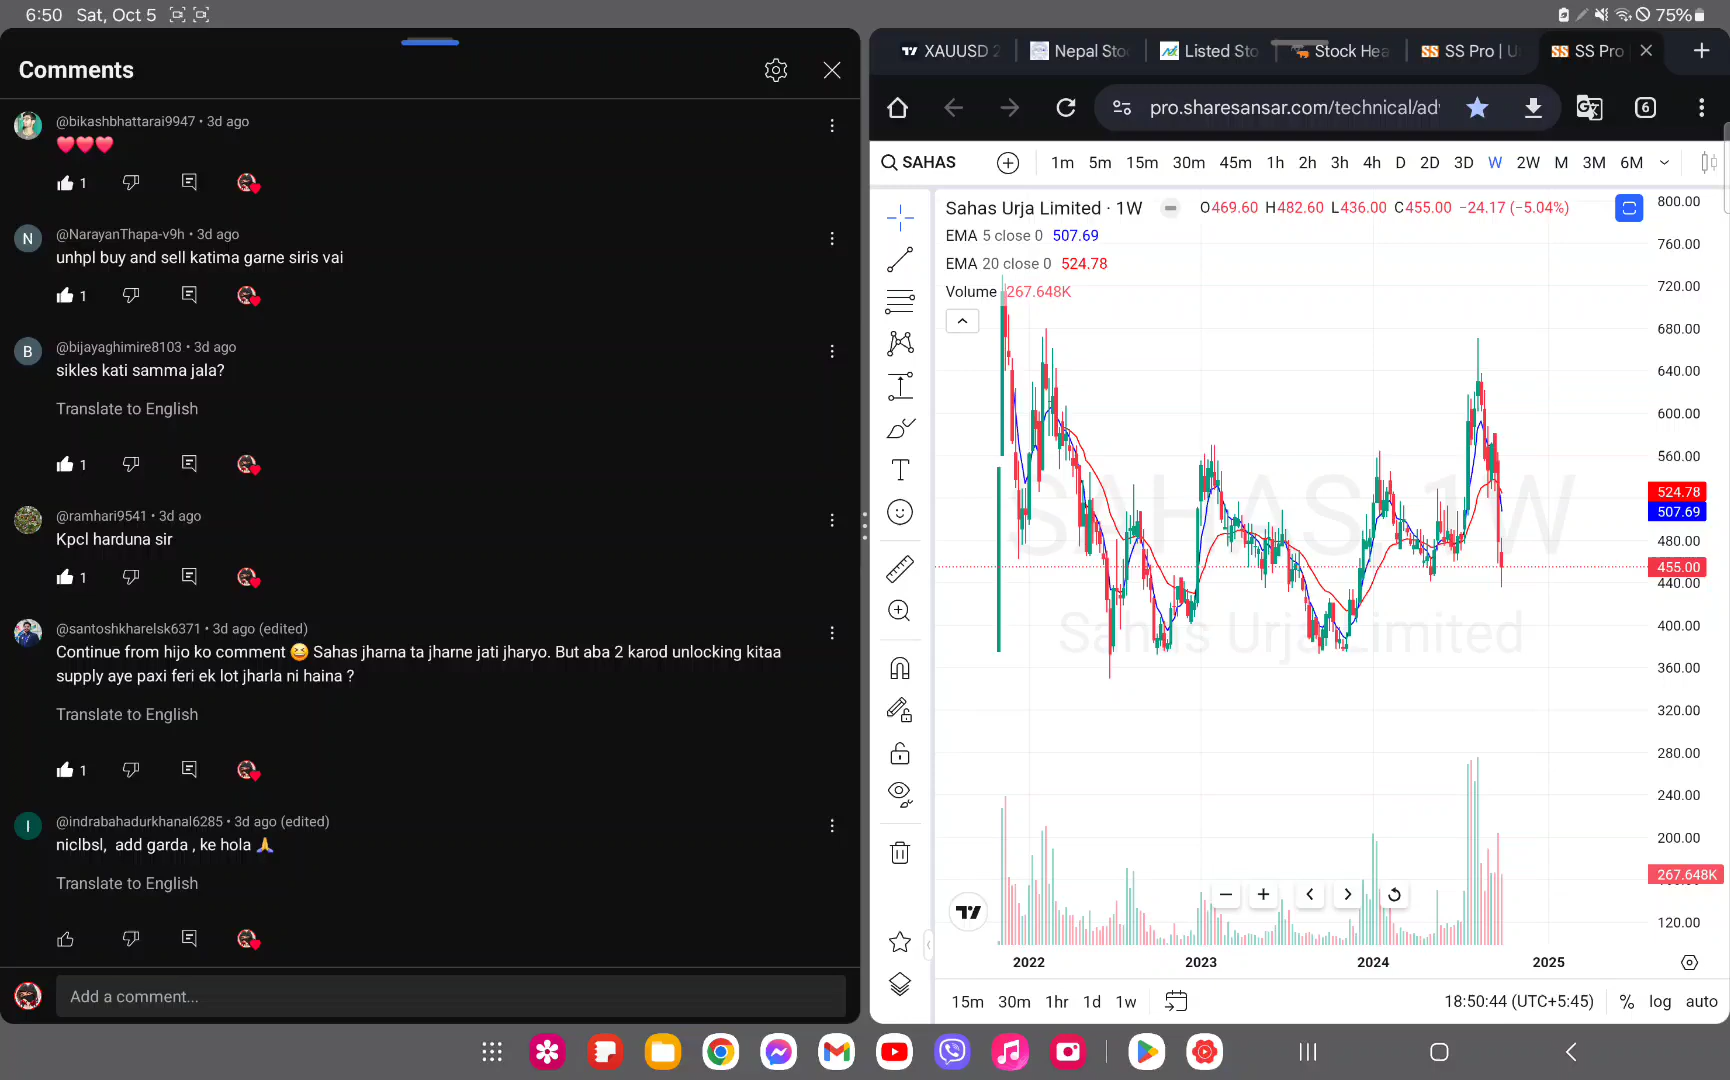 6:50 Sat, Oct 5
75%
Comments
@bikashbhattarai9947 • 3d ago
1
N
@NarayanThapa-v9h • 3d ago
unhpl buy and sell katima garne siris vai
1
B
@bijayaghimire8103 • 3d ago
sikles kati samma jala?
Translate to English
1
@ramhari9541 • 3d ago
Kpcl harduna sir
1
@santoshkharelsk6371 • 3d ago (edited)
Continue from hijo ko comment 😆 Sahas jharna ta jharne jati jharyo. But aba 2 karod unlocking kitaa
supply aye paxi feri ek lot jharla ni haina ?
Translate to English
1
I
@indrabahadurkhanal6285 • 3d ago (edited)
niclbsl, add garda , ke hola 🙏
Translate to English
Add a comment...
XAUUSD 2
Nepal Sto
Listed Sto
Stock Hea
SS SS Pro | U
SS SS Pro
pro.sharesansar.com/technical/ad
6
SAHAS
1m 5m 15m 30m 45m 1h 2h 3h 4h D 2D 3D W 2W M 3M 6M
Sahas Urja Limited · 1W
O469.60 H482.60 L436.00 C455.00 −24.17 (−5.04%)
EMA 5 close 0 507.69
EMA 20 close 0 524.78
Volume 267.648K
SAHAS, 1W
Sahas Urja Limited
800.00
760.00
720.00
680.00
640.00
600.00
560.00
524.78
507.69
480.00
455.00
440.00
400.00
360.00
320.00
280.00
240.00
200.00
267.648K
120.00
2022 2023 2024 2025
15m 30m 1hr 1d 1w
18:50:44 (UTC+5:45) % log auto